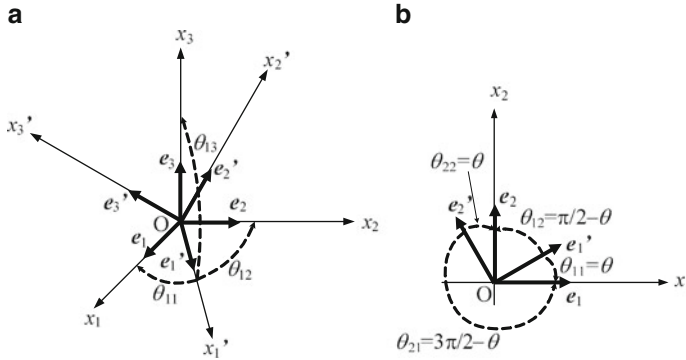 a
x₃
x₂'
x₃'
θ₁₃
e₃
e₂'
e₃'
O
e₂
x₂
e₁
e₁'
θ₁₂
θ₁₁
x₁
x₁'
b
x₂
θ₂₂=θ
e₂
e₂'
θ₁₂=π/2−θ
e₁'
θ₁₁=θ
O
e₁
x
θ₂₁=3π/2−θ